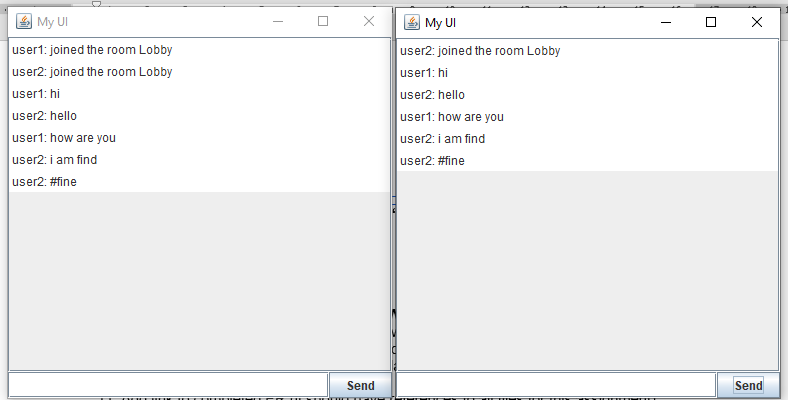 My UI
user1: joined the room Lobby
user2: joined the room Lobby
user1: hi
user2: hello
user1: how are you
user2: i am find
user2: #fine
Send
My UI
user2: joined the room Lobby
user1: hi
user2: hello
user1: how are you
user2: i am find
user2: #fine
Send